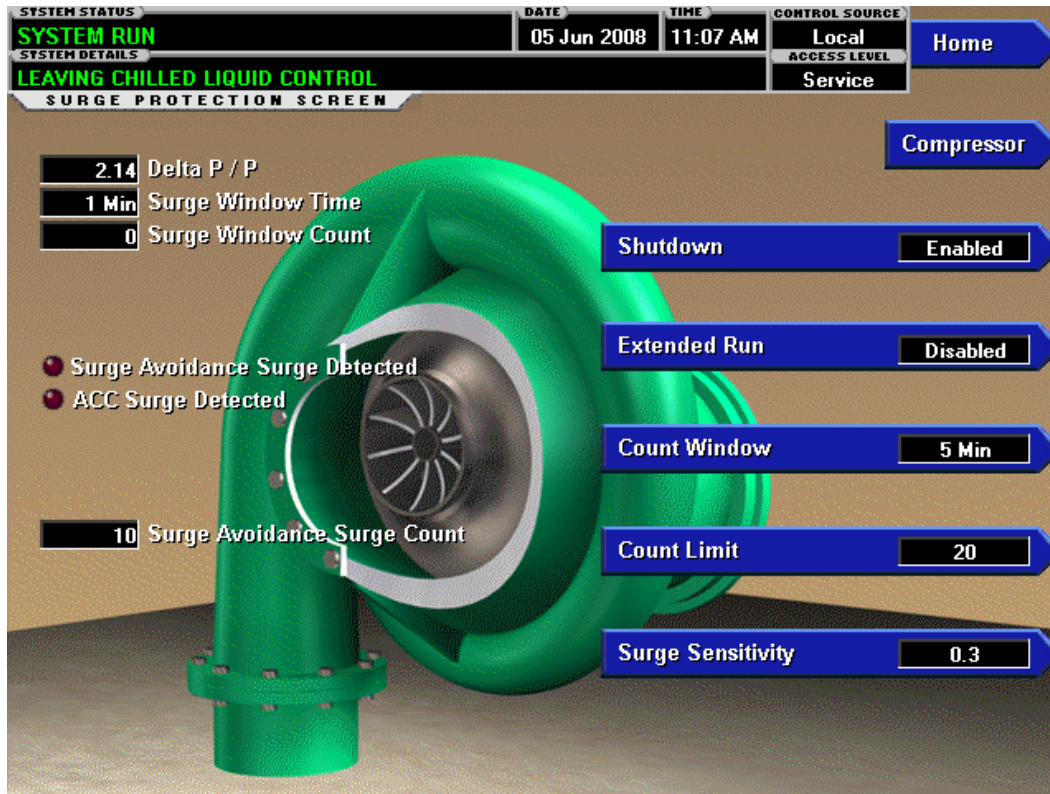 SYSTEM STATUS
SYSTEM RUN
DATE
05 Jun 2008
TIME
11:07 AM
CONTROL SOURCE
Local
Home
SYSTEM DETAILS
LEAVING CHILLED LIQUID CONTROL
ACCESS LEVEL
Service
SURGE PROTECTION SCREEN
Compressor
2.14 Delta P / P
1 Min Surge Window Time
0 Surge Window Count
Shutdown Enabled
Extended Run Disabled
Surge Avoidance Surge Detected
ACC Surge Detected
Count Window 5 Min
10 Surge Avoidance Surge Count
Count Limit 20
Surge Sensitivity 0.3